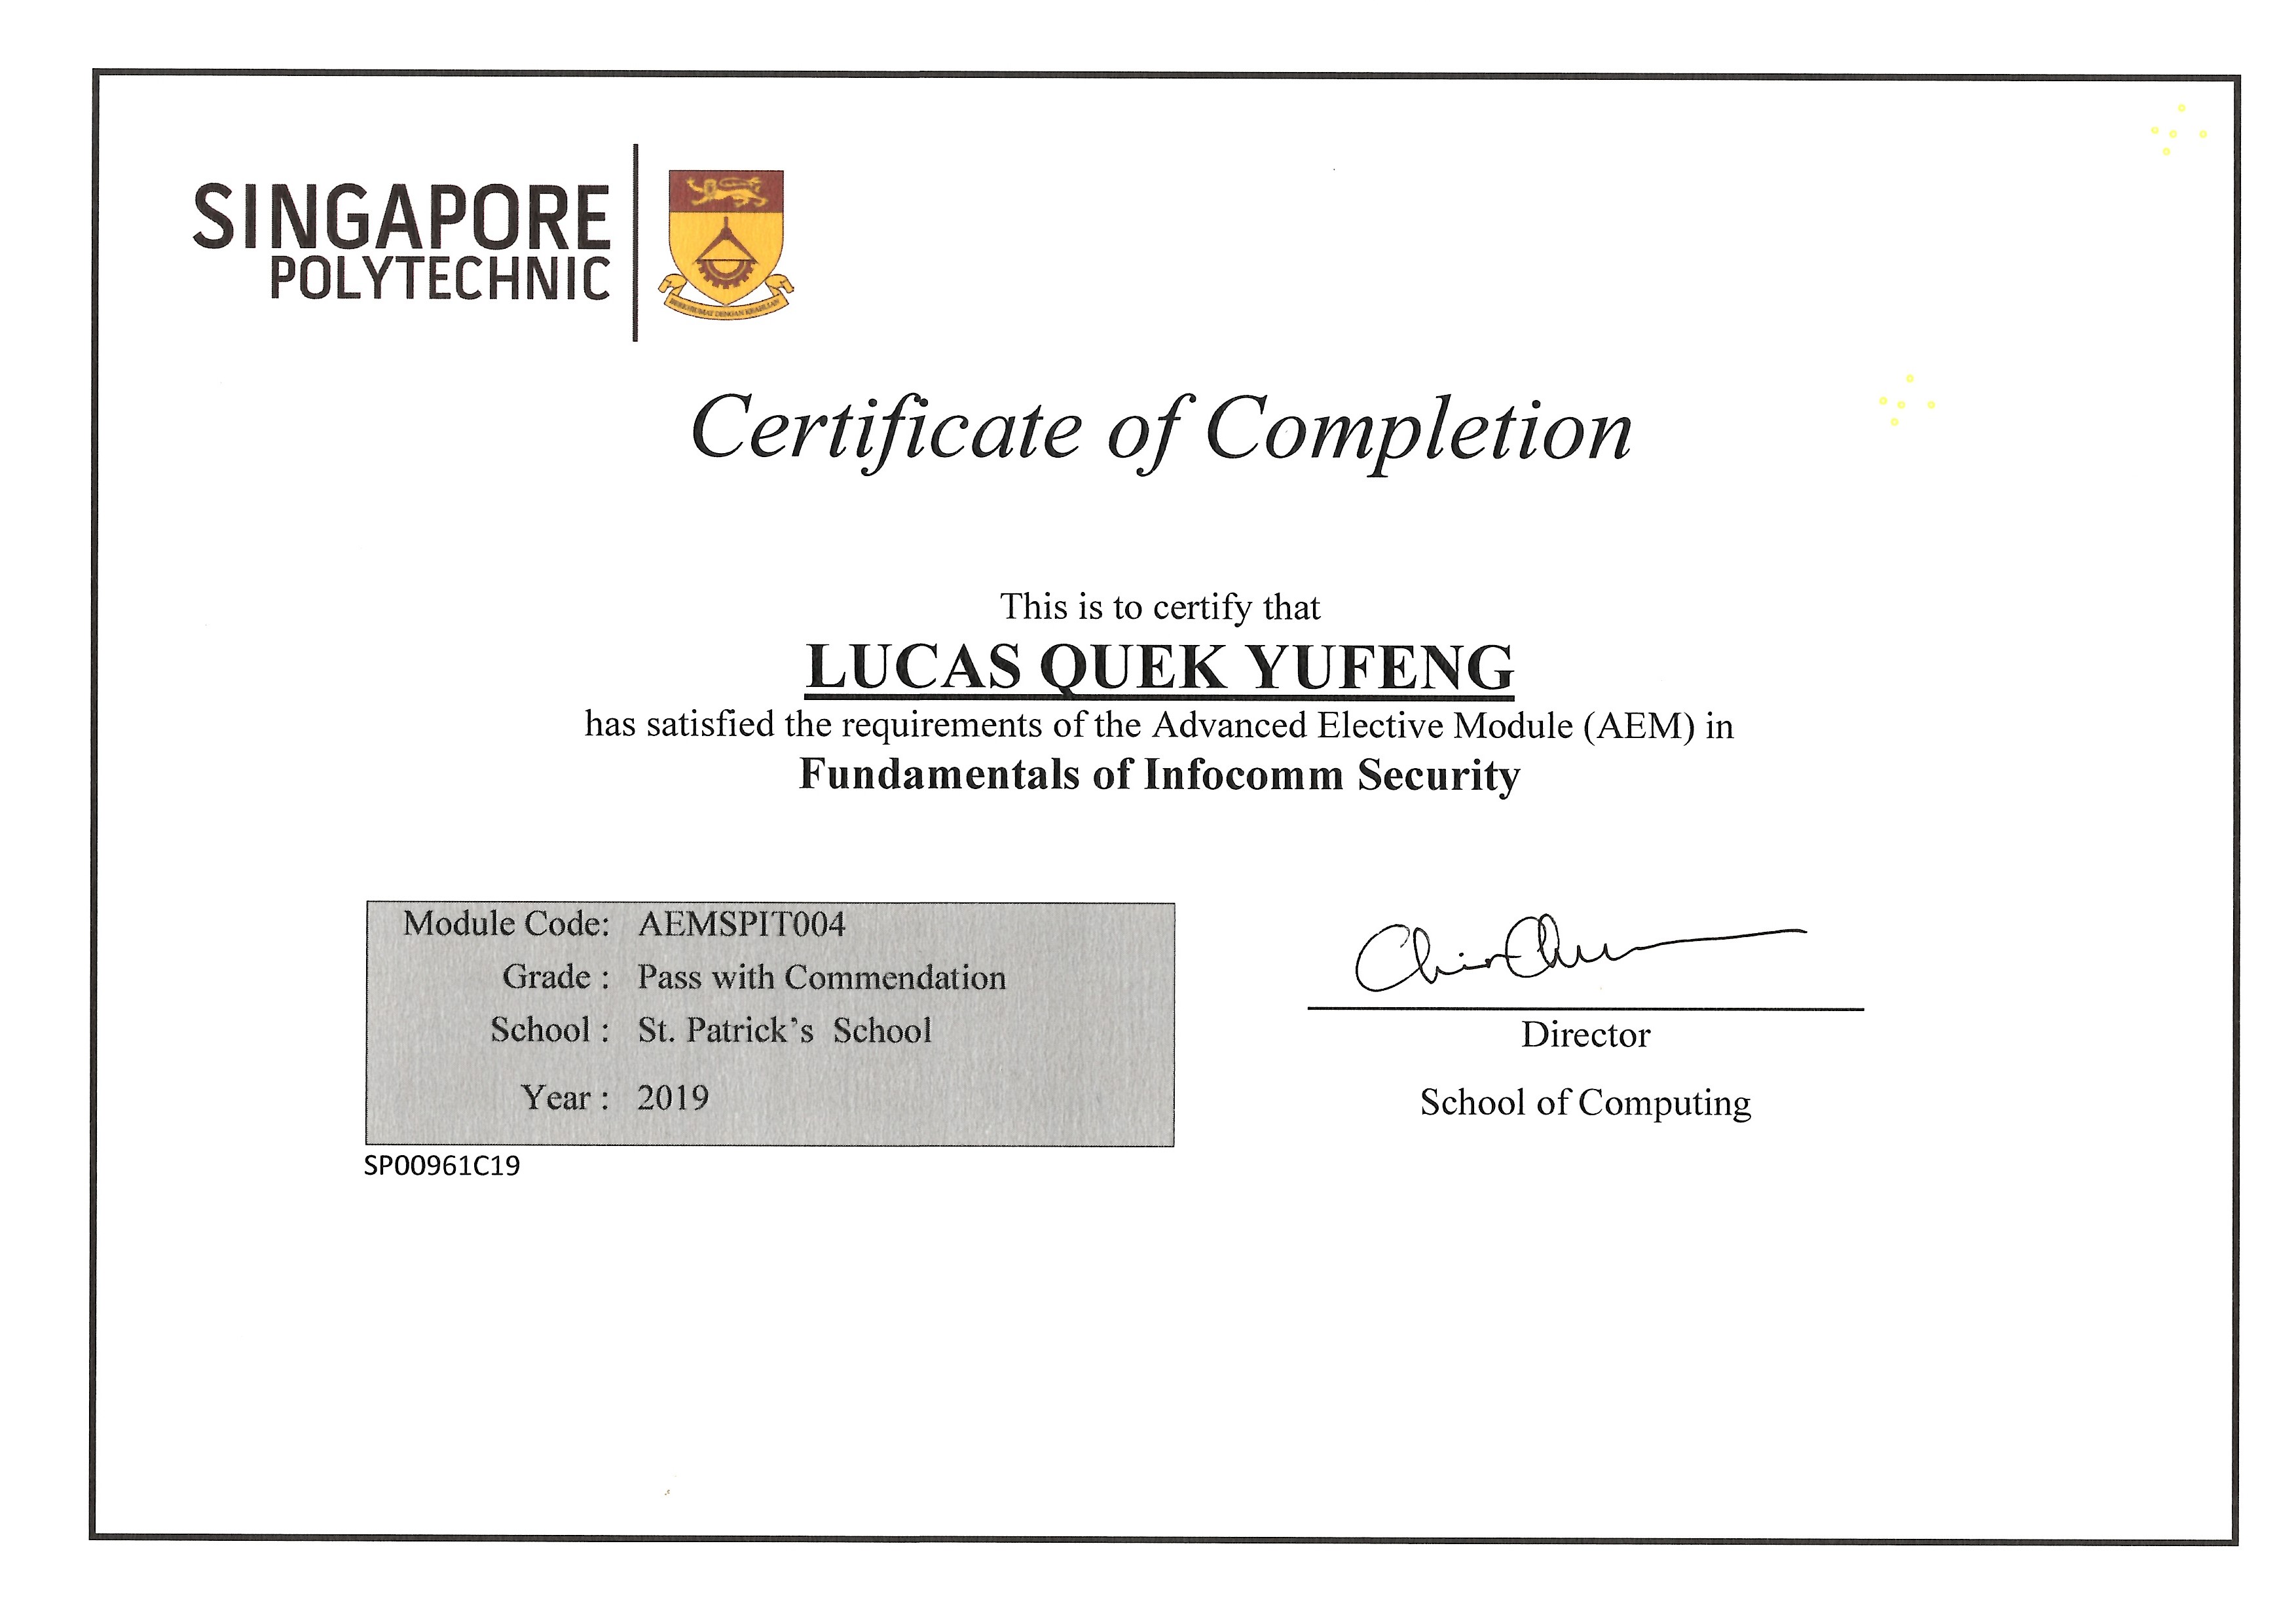 SINGAPORE
POLYTECHNIC
Certificate of Completion
This is to certify that
LUCAS QUEK YUFENG
has satisfied the requirements of the Advanced Elective Module (AEM) in
Fundamentals of Infocomm Security
Module Code: AEMSPIT004
Grade : Pass with Commendation
School : St. Patrick’s School
Year : 2019
SP00961C19
Director
School of Computing